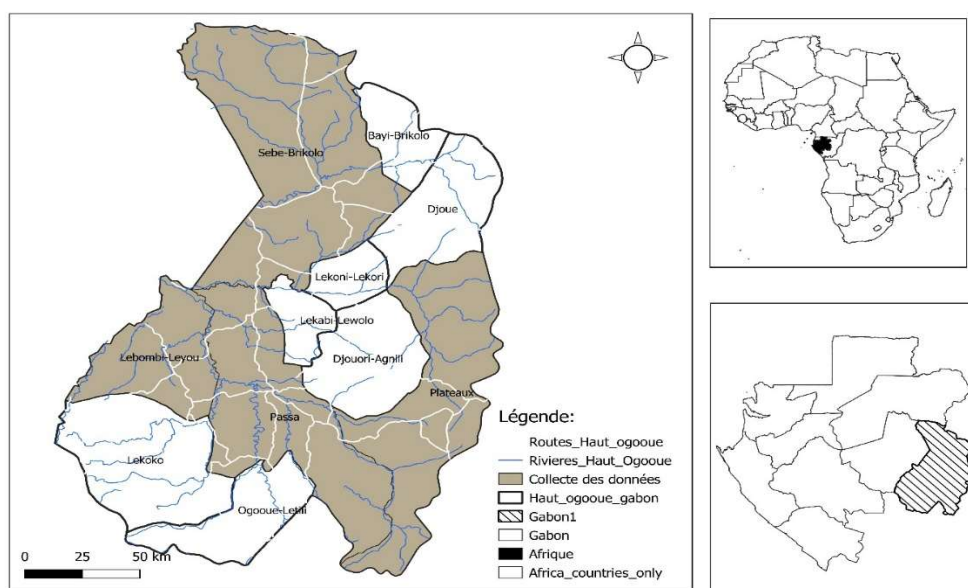 Bayi-Brikolo
Sebe-Brikolo
Djoue
Lekoni-Lekori
Lekabi-Lewolo
Lebombi-Leyou
Djouori-Agnili
Plateaux
Passa
Lekoko
Ogooue-Letili
Légende:
Routes_Haut_ogooue
Rivieres_Haut_Ogooue
Collecte des données
Haut_ogooue_gabon
Gabon1
Gabon
Afrique
Africa_countries_only
0 25 50 km